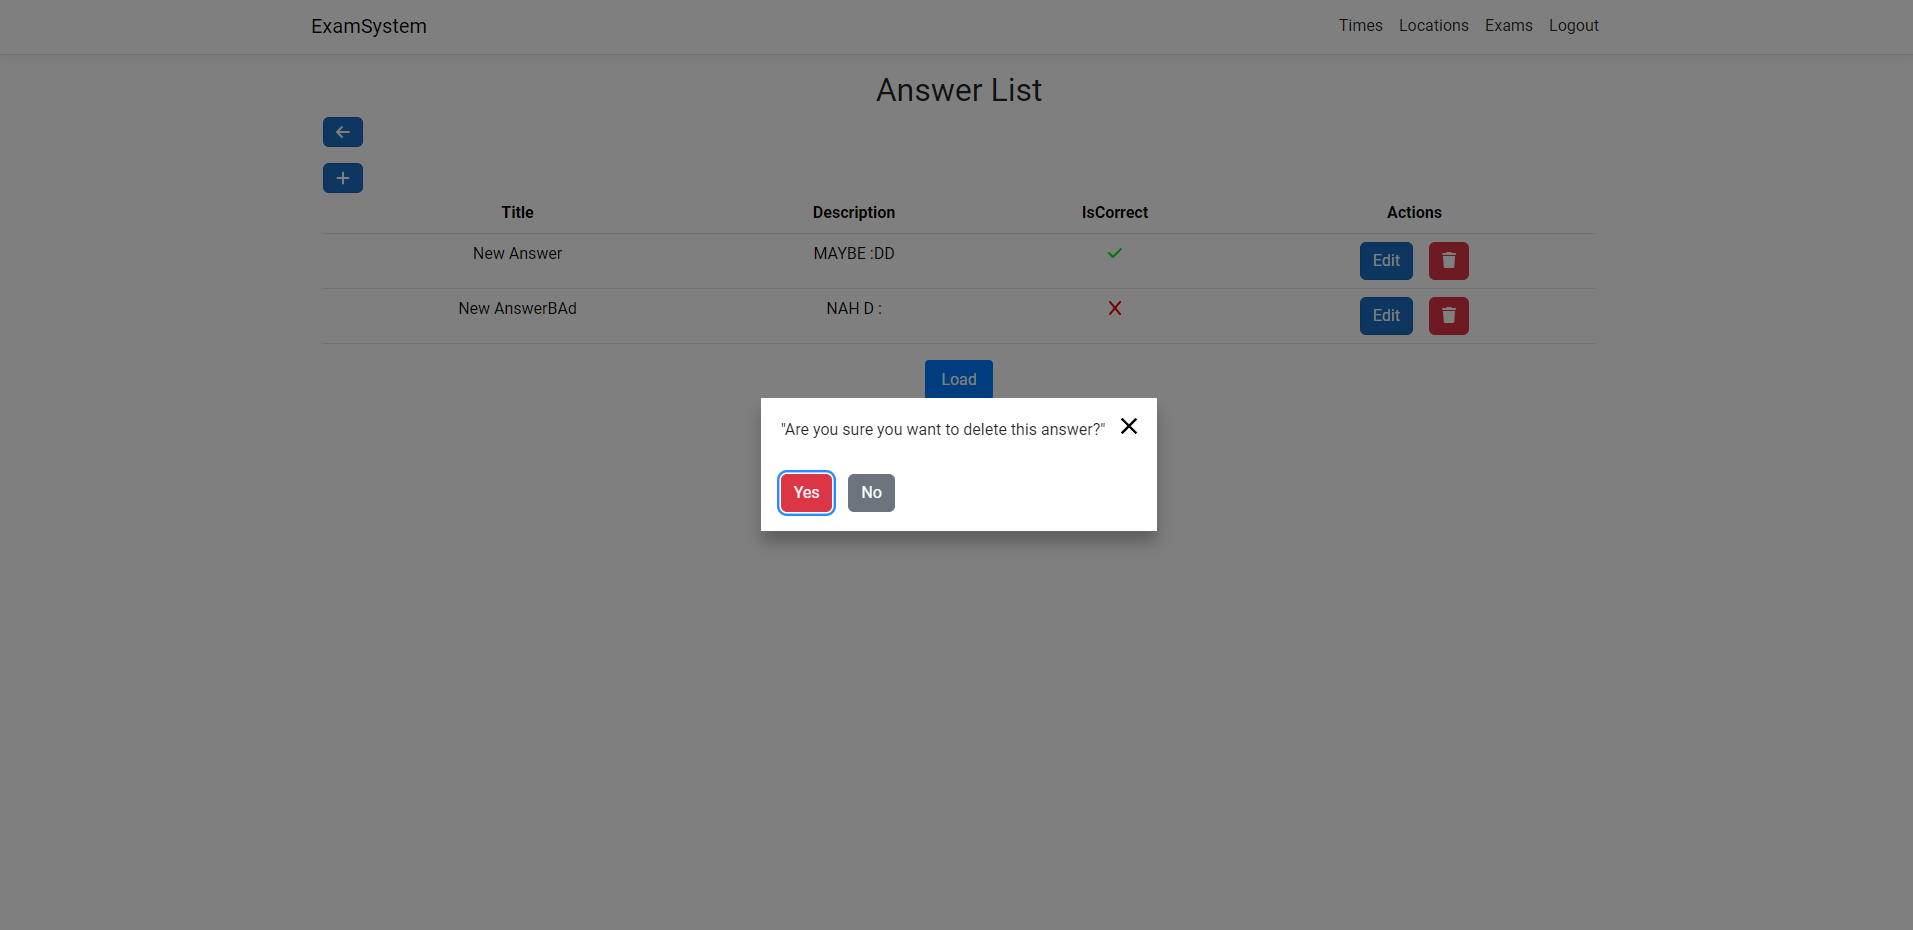 ExamSystem
Times Locations Exams Logout
Answer List
Title Description IsCorrect Actions
New Answer MAYBE :DD Edit
New AnswerBAd NAH D : Edit
Load
"Are you sure you want to delete this answer?"
Yes No